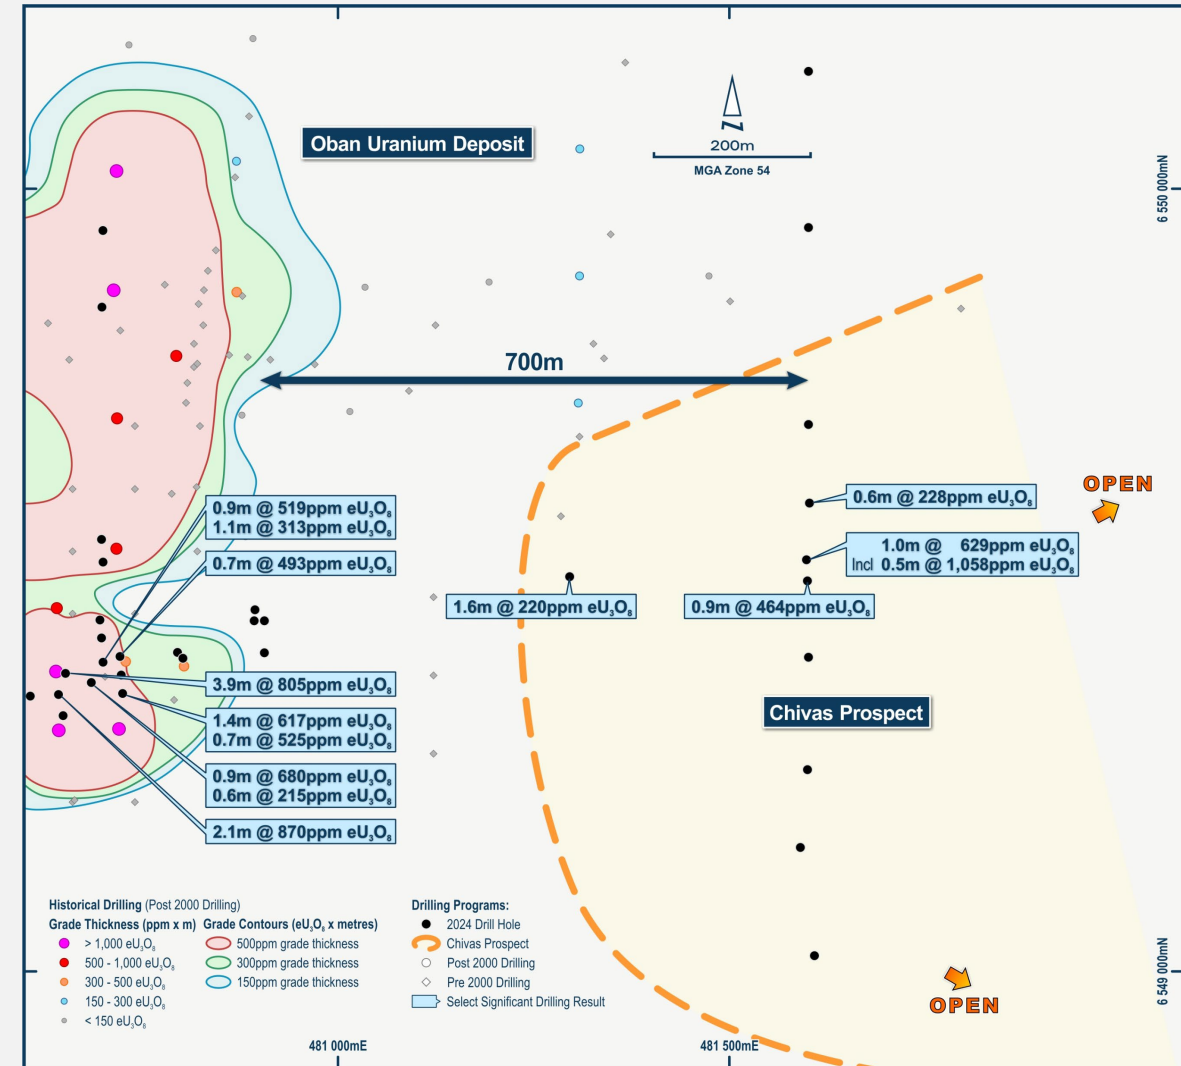 Oban Uranium Deposit
N
200m
MGA Zone 54
6 550 000mN
700m
0.9m @ 519ppm eU₃O₈
1.1m @ 313ppm eU₃O₈
0.7m @ 493ppm eU₃O₈
0.6m @ 228ppm eU₃O₈
OPEN
1.0m @ 629ppm eU₃O₈
Incl 0.5m @ 1,058ppm eU₃O₈
1.6m @ 220ppm eU₃O₈
0.9m @ 464ppm eU₃O₈
3.9m @ 805ppm eU₃O₈
1.4m @ 617ppm eU₃O₈
0.7m @ 525ppm eU₃O₈
Chivas Prospect
0.9m @ 680ppm eU₃O₈
0.6m @ 215ppm eU₃O₈
2.1m @ 870ppm eU₃O₈
Historical Drilling (Post 2000 Drilling)
Grade Thickness (ppm x m)
> 1,000 eU₃O₈
500 - 1,000 eU₃O₈
300 - 500 eU₃O₈
150 - 300 eU₃O₈
< 150 eU₃O₈
Grade Contours (eU₃O₈ x metres)
500ppm grade thickness
300ppm grade thickness
150ppm grade thickness
Drilling Programs:
2024 Drill Hole
Chivas Prospect
Post 2000 Drilling
Pre 2000 Drilling
Select Significant Drilling Result
OPEN
6 549 000mN
481 000mE
481 500mE